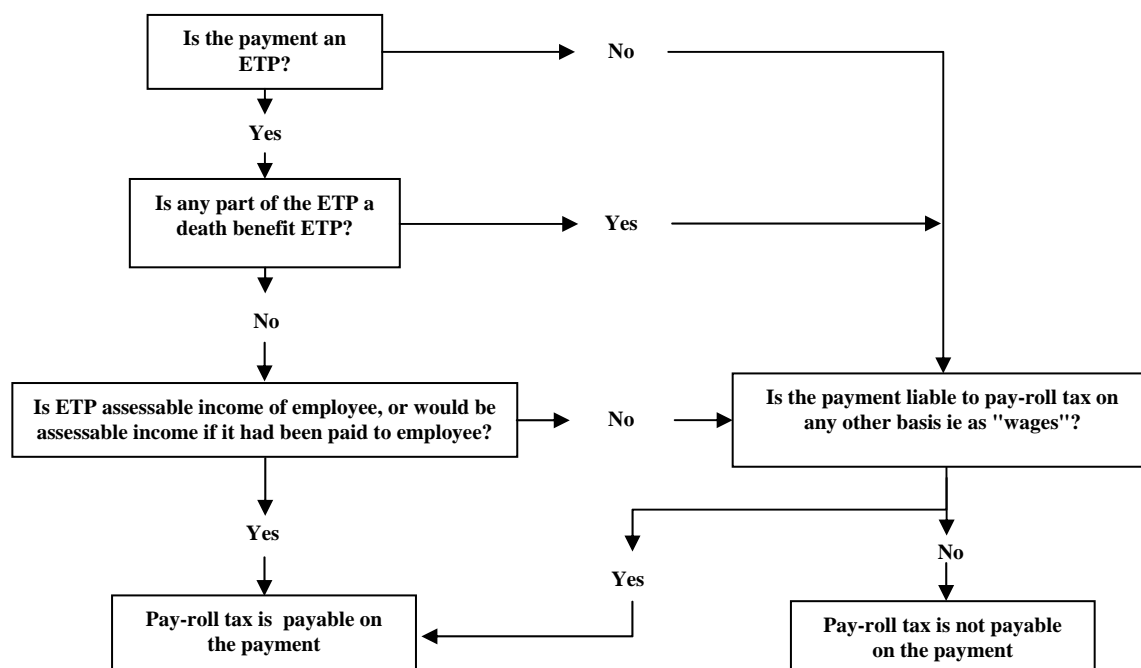 Is the payment an
ETP?
No
Yes
Is any part of the ETP a
death benefit ETP?
Yes
No
Is ETP assessable income of employee, or would be
assessable income if it had been paid to employee?
No
Is the payment liable to pay-roll tax on
any other basis ie as "wages"?
Yes
Yes
No
Pay-roll tax is payable on
the payment
Pay-roll tax is not payable
on the payment